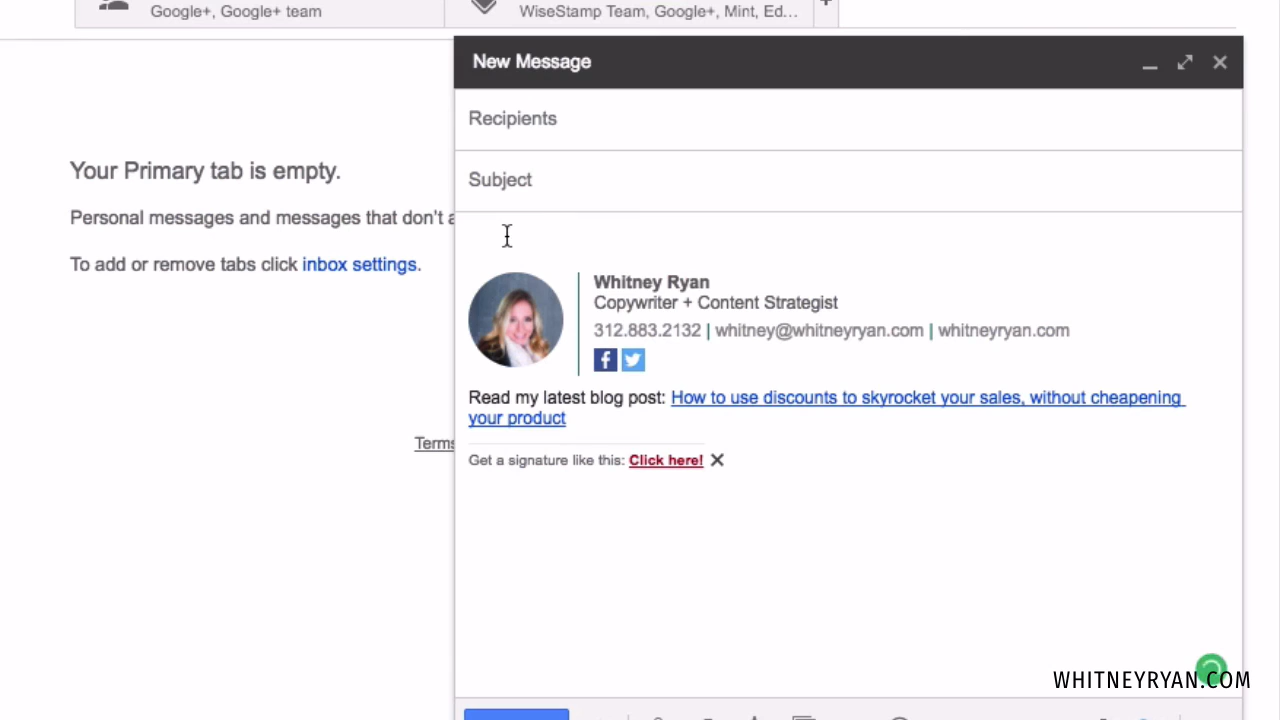 Google+, Google+ team
WiseStamp Team, Google+, Mint, Ed...
New Message
Recipients
Your Primary tab is empty.
Subject
Personal messages and messages that don't a
To add or remove tabs click inbox settings.
Whitney Ryan
Copywriter + Content Strategist
312.883.2132 | whitney@whitneyryan.com | whitneyryan.com
Read my latest blog post: How to use discounts to skyrocket your sales, without cheapening
your product
Terms
Get a signature like this: Click here!
WHITNEYRYAN.COM